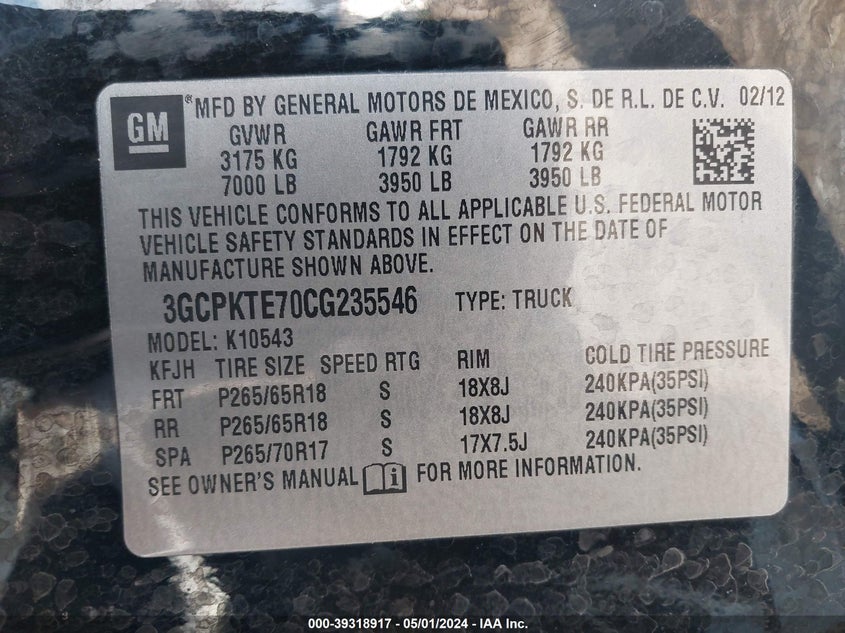 GM ® MFD BY GENERAL MOTORS DE MEXICO, S. DE R.L. DE C.V. 02/12
GVWR GAWR FRT GAWR RR
3175 KG 1792 KG 1792 KG
7000 LB 3950 LB 3950 LB
THIS VEHICLE CONFORMS TO ALL APPLICABLE U.S. FEDERAL MOTOR
VEHICLE SAFETY STANDARDS IN EFFECT ON THE DATE OF
MANUFACTURE SHOWN ABOVE.
3GCPKTE70CG235546 TYPE: TRUCK
MODEL: K10543
KFJH TIRE SIZE SPEED RTG RIM COLD TIRE PRESSURE
FRT P265/65R18 S 18X8J 240KPA(35PSI)
RR P265/65R18 S 18X8J 240KPA(35PSI)
SPA P265/70R17 S 17X7.5J 240KPA(35PSI)
SEE OWNER'S MANUAL i FOR MORE INFORMATION.
000-39318917 - 05/01/2024 - IAA Inc.